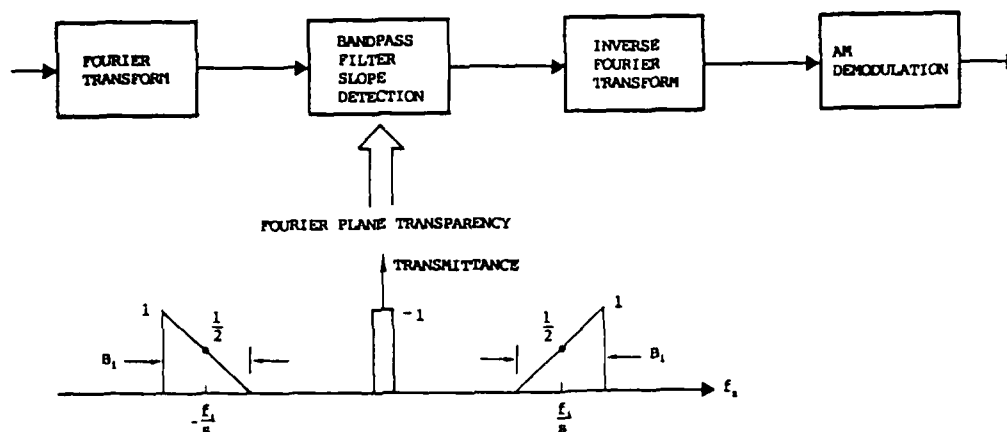 FOURIER
TRANSFORM
BANDPASS
FILTER
SLOPE
DETECTION
INVERSE
FOURIER
TRANSFORM
AM
DEMODULATION
FOURIER PLANE TRANSPARENCY
TRANSMITTANCE
1
1/2
B₁
-1
1/2
1
B₁